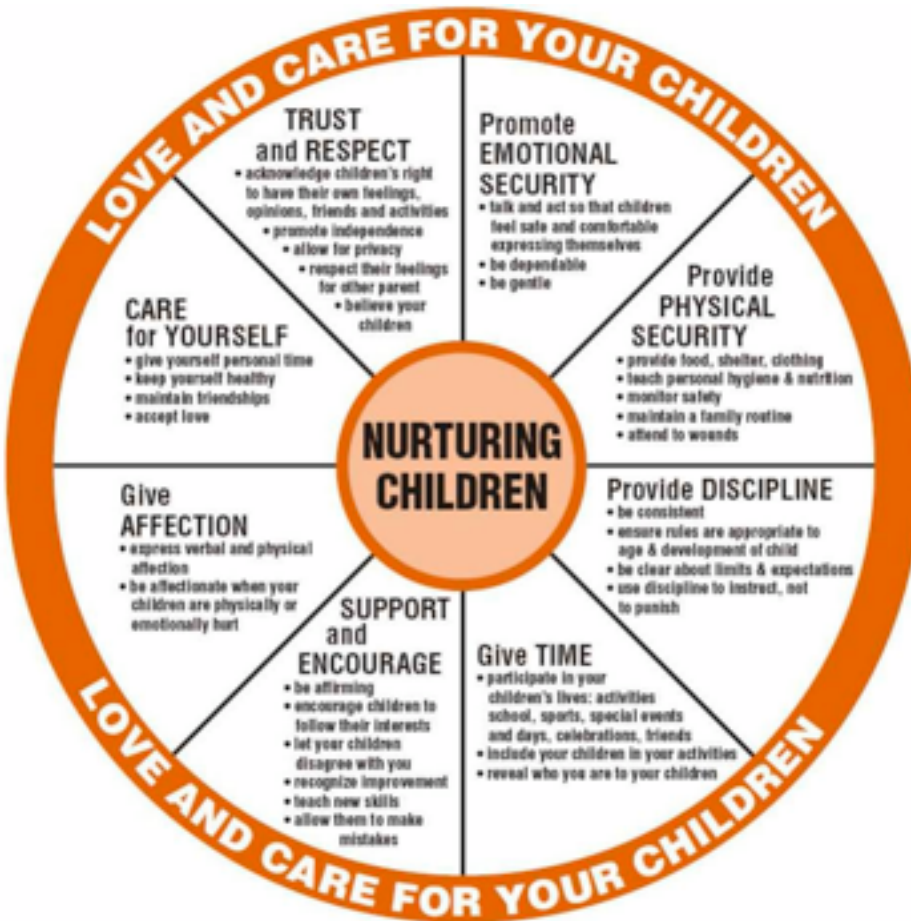 LOVE AND CARE FOR YOUR CHILDREN
TRUST
and RESPECT
• acknowledge children's right
to have their own feelings,
opinions, friends and activities
• promote independence
• allow for privacy
• respect their feelings
for other parent
• believe your
children
Promote
EMOTIONAL
SECURITY
• talk and act so that children
feel safe and comfortable
expressing themselves
• be dependable
• be gentle
Provide
PHYSICAL
SECURITY
• provide food, shelter, clothing
• teach personal hygiene & nutrition
• monitor safety
• maintain a family routine
• attend to wounds
Provide DISCIPLINE
• be consistent
• ensure rules are appropriate to
age & development of child
• be clear about limits & expectations
• use discipline to instruct, not
to punish
Give TIME
• participate in your
children's lives: activities
school, sports, special events
and days, celebrations, friends
• include your children in your activities
• reveal who you are to your children
SUPPORT
and
ENCOURAGE
• be affirming
• encourage children to
follow their interests
• let your children
disagree with you
• recognize improvement
• teach new skills
• allow them to make
mistakes
Give
AFFECTION
• express verbal and physical
affection
• be affectionate when your
children are physically or
emotionally hurt
CARE
for YOURSELF
• give yourself personal time
• keep yourself healthy
• maintain friendships
• accept love
NURTURING
CHILDREN
LOVE AND CARE FOR YOUR CHILDREN